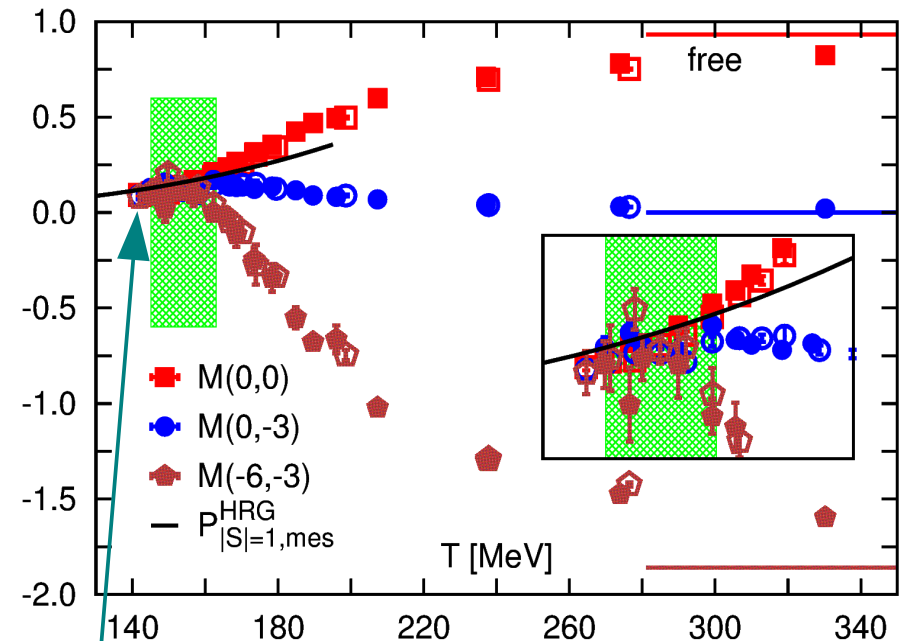 1.0
0.5
0.0
-0.5
-1.0
-1.5
-2.0
free
M(0,0)
M(0,-3)
M(-6,-3)
P^HRG_|S|=1,mes
T [MeV]
140 180 220 260 300 340